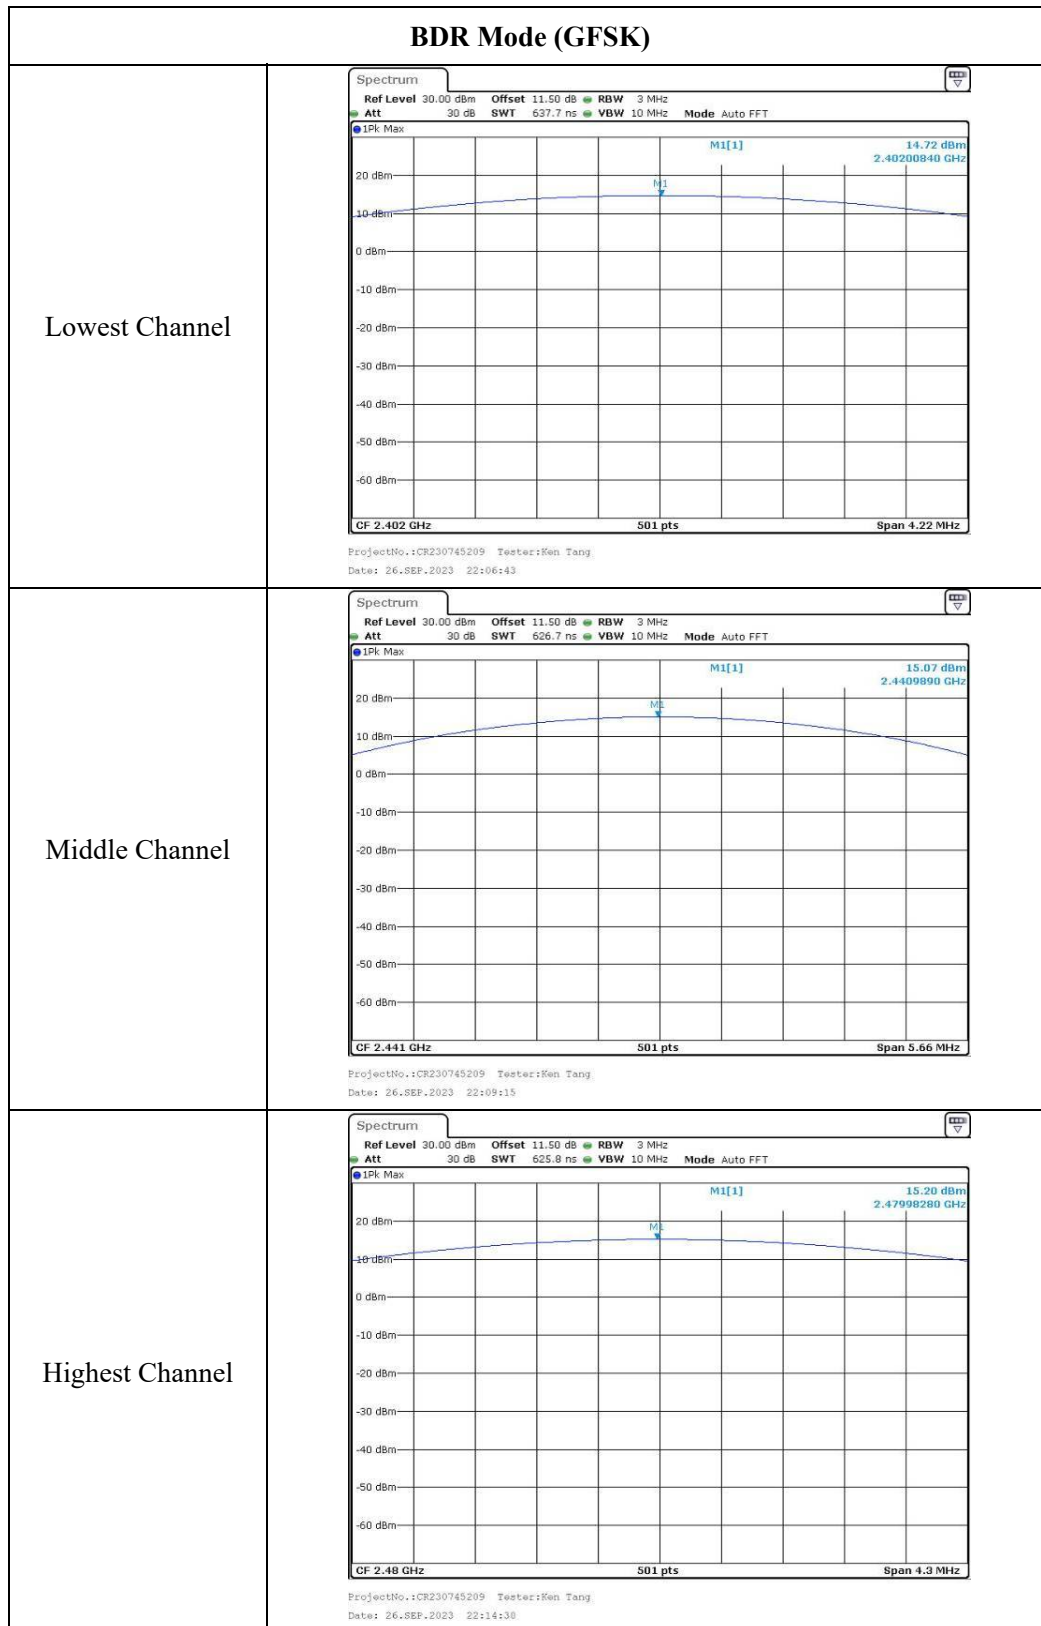 BDR Mode (GFSK)
Lowest Channel
Spectrum
Ref Level 30.00 dBm Offset 11.50 dB RBW 3 MHz
Att 30 dB SWT 637.7 ns VBW 10 MHz Mode Auto FFT
1Pk Max
M1[1] 14.72 dBm
2.40200840 GHz
M1
20 dBm
10 dBm
0 dBm
-10 dBm
-20 dBm
-30 dBm
-40 dBm
-50 dBm
-60 dBm
CF 2.402 GHz 501 pts Span 4.22 MHz
ProjectNo.:CR230745209 Tester:Ken Tang
Date: 26.SEP.2023 22:06:43
Middle Channel
Spectrum
Ref Level 30.00 dBm Offset 11.50 dB RBW 3 MHz
Att 30 dB SWT 626.7 ns VBW 10 MHz Mode Auto FFT
1Pk Max
M1[1] 15.07 dBm
2.4409890 GHz
20 dBm
M1
10 dBm
0 dBm
-10 dBm
-20 dBm
-30 dBm
-40 dBm
-50 dBm
-60 dBm
CF 2.441 GHz 501 pts Span 5.66 MHz
ProjectNo.:CR230745209 Tester:Ken Tang
Date: 26.SEP.2023 22:09:15
Highest Channel
Spectrum
Ref Level 30.00 dBm Offset 11.50 dB RBW 3 MHz
Att 30 dB SWT 625.8 ns VBW 10 MHz Mode Auto FFT
1Pk Max
M1[1] 15.20 dBm
2.47998280 GHz
20 dBm
M1
10 dBm
0 dBm
-10 dBm
-20 dBm
-30 dBm
-40 dBm
-50 dBm
-60 dBm
CF 2.48 GHz 501 pts Span 4.3 MHz
ProjectNo.:CR230745209 Tester:Ken Tang
Date: 26.SEP.2023 22:14:38